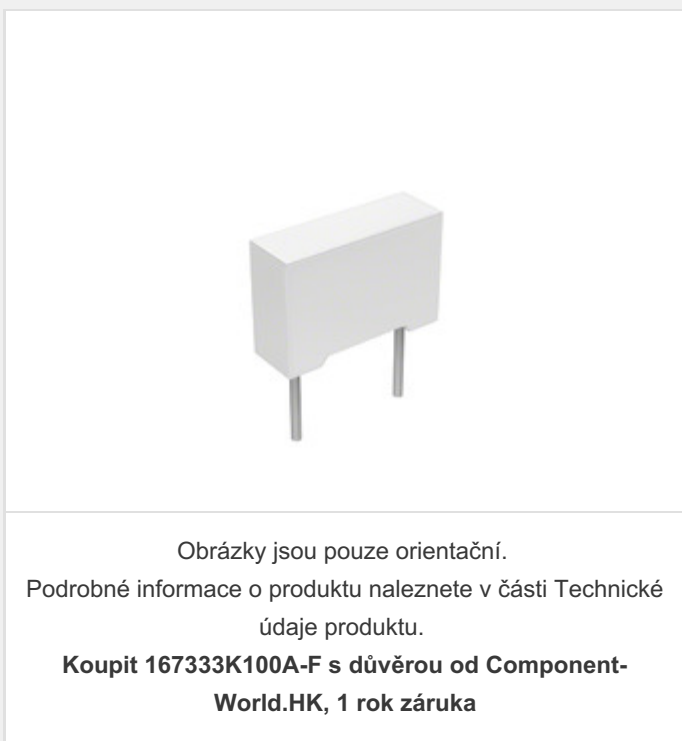 Obrázky jsou pouze orientační.
Podrobné informace o produktu naleznete v části Technické
údaje produktu.
Koupit 167333K100A-F s důvěrou od Component-
World.HK, 1 rok záruka